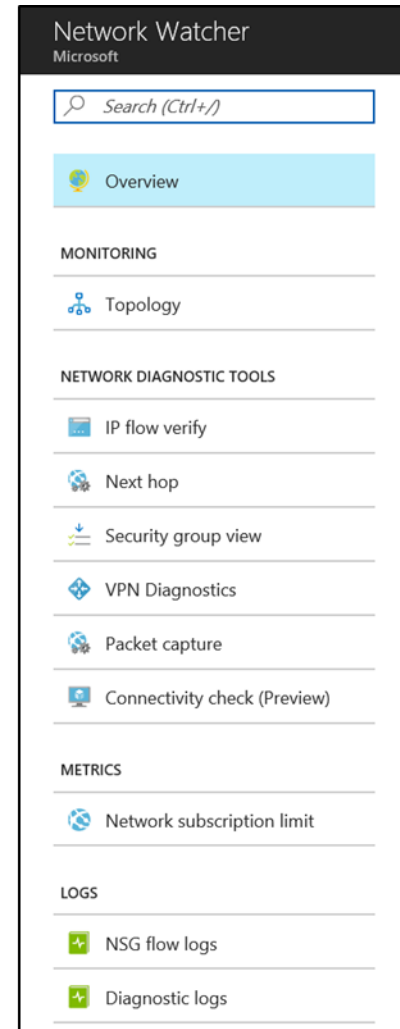 Network Watcher
Microsoft
Search (Ctrl+/)
Overview
MONITORING
Topology
NETWORK DIAGNOSTIC TOOLS
IP flow verify
Next hop
Security group view
VPN Diagnostics
Packet capture
Connectivity check (Preview)
METRICS
Network subscription limit
LOGS
NSG flow logs
Diagnostic logs